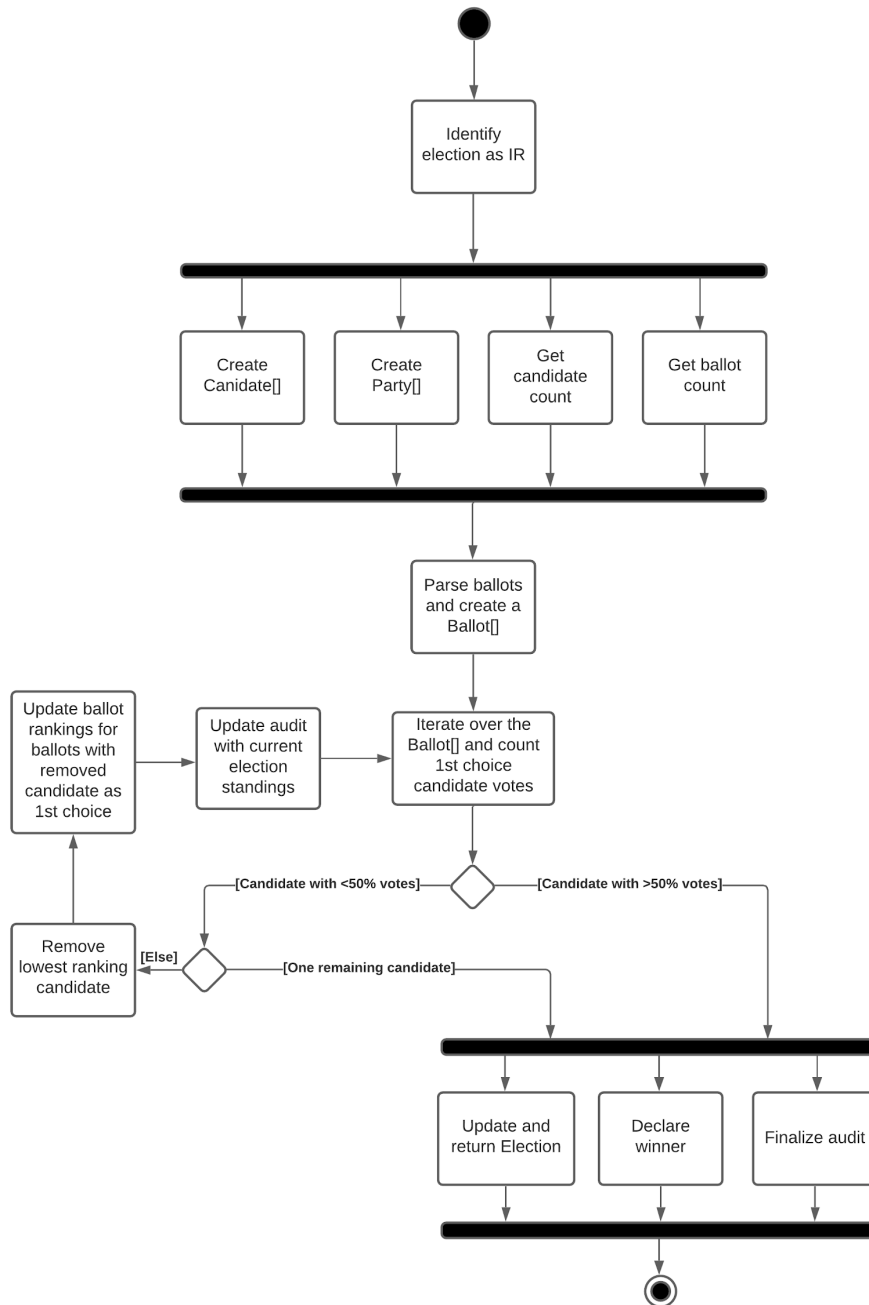 Identify
election as IR
Create
Canidate[]
Create
Party[]
Get
candidate
count
Get ballot
count
Parse ballots
and create a
Ballot[]
Update ballot
rankings for
ballots with
removed
candidate as
1st choice
Update audit
with current
election
standings
Iterate over the
Ballot[] and count
1st choice
candidate votes
[Candidate with <50% votes]
[Candidate with >50% votes]
Remove
lowest ranking
candidate
[Else]
[One remaining candidate]
Update and
return Election
Declare
winner
Finalize audit